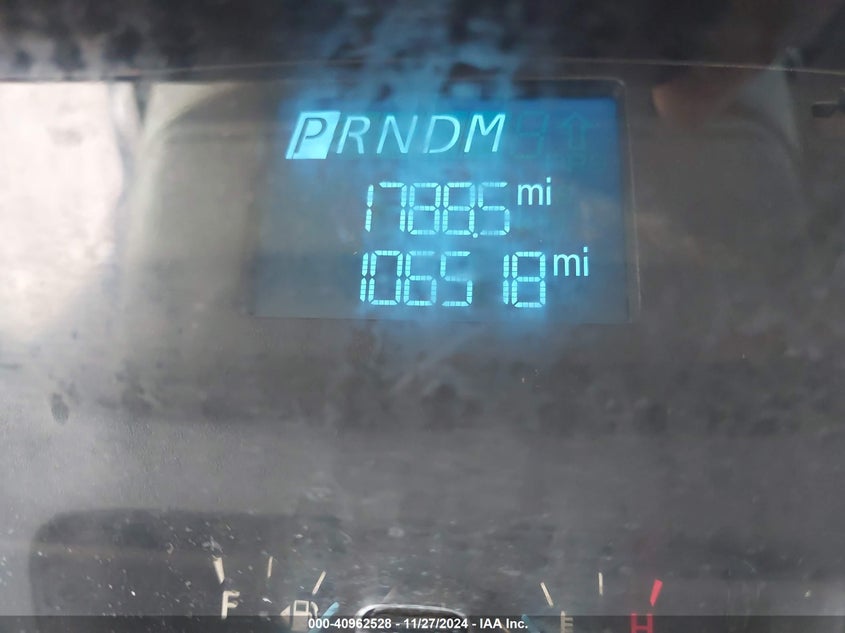 PRNDM
1788.5 mi
106518 mi
F
H
000-40962528 - 11/27/2024 - IAA Inc.